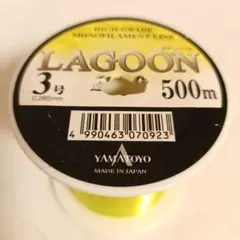 HIGH GRADE
MONOFILAMENT LINE
LAGOON
3号
0.285mm
500m
4 990463 070923
YAMATOYO
MADE IN JAPAN